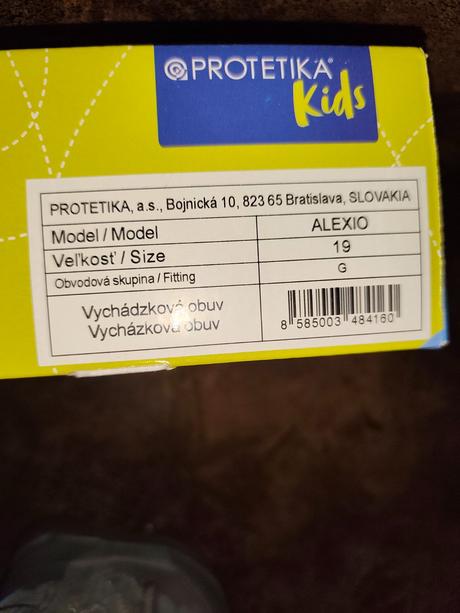 PROTETIKA®
Kids
PROTETIKA, a.s., Bojnická 10, 823 65 Bratislava, SLOVAKIA
Model / Model ALEXIO
Veľkosť / Size 19
Obvodová skupina / Fitting G
Vychádzková obuv
Vycházková obuv
8 585003 484160